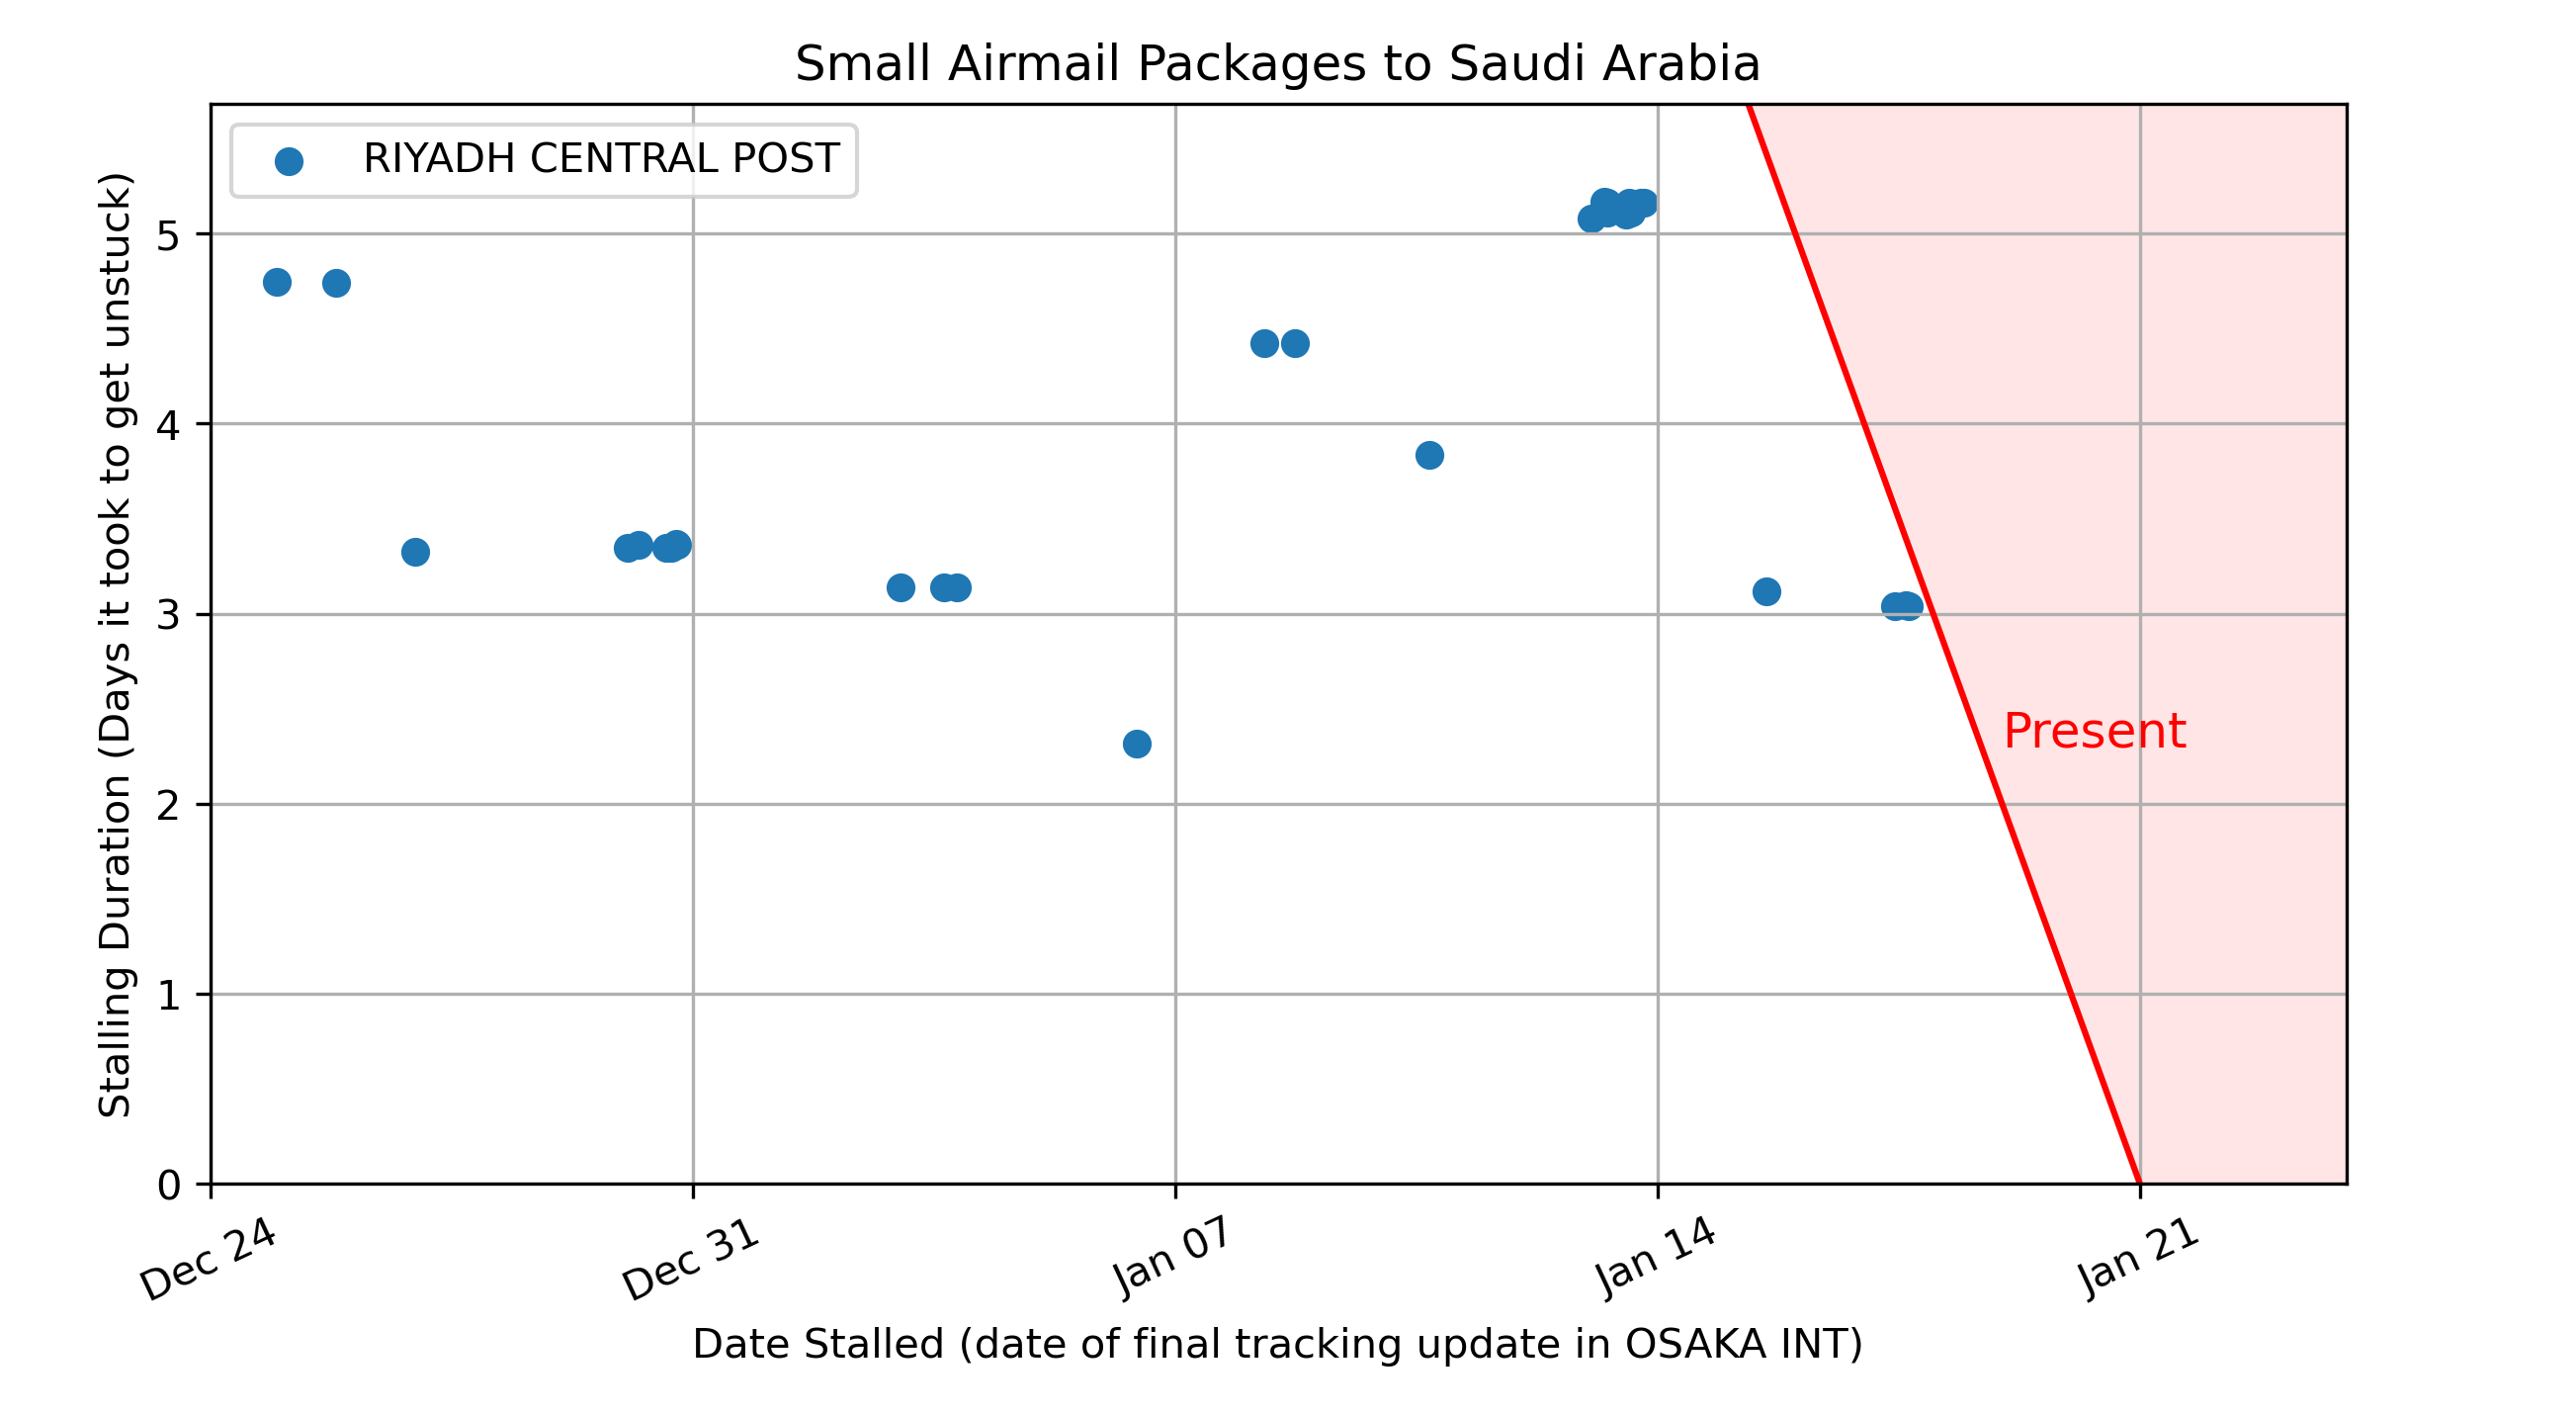 Small Airmail Packages to Saudi Arabia
RIYADH CENTRAL POST
Stalling Duration (Days it took to get unstuck)
5
4
3
2
1
0
Present
Dec 24
Dec 31
Jan 07
Jan 14
Jan 21
Date Stalled (date of final tracking update in OSAKA INT)